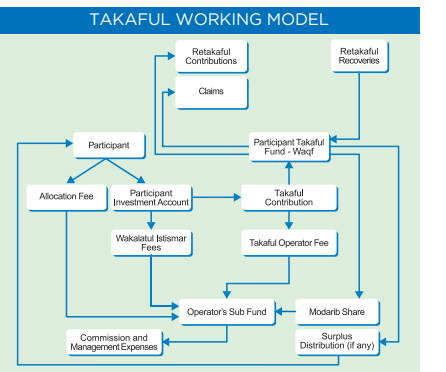 TAKAFUL WORKING MODEL
Retakaful
Contributions
Retakaful
Recoveries
Claims
Participant
Participant Takaful
Fund - Waqf
Allocation Fee
Participant
Investment Account
Takaful
Contribution
Wakalatul Istismar
Fees
Takaful Operator Fee
Operator's Sub Fund
Modarib Share
Commission and
Management Expenses
Surplus
Distribution (if any)